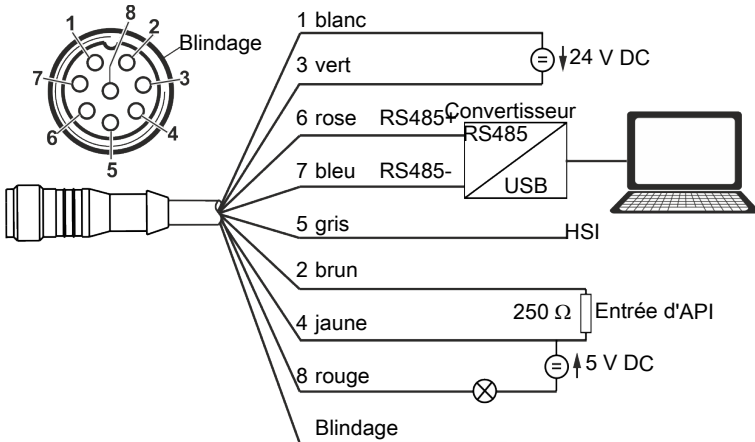 1
8
2
Blindage
7
3
6
4
5
1 blanc
24 V DC
3 vert
6 rose RS485+
Convertisseur
RS485
7 bleu RS485-
USB
5 gris
HSI
2 brun
250 Ω Entrée d'API
4 jaune
5 V DC
8 rouge
Blindage